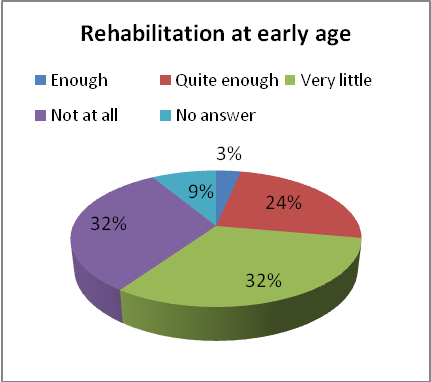 Rehabilitation at early age
Enough Quite enough Very little
Not at all No answer
3%
9%
24%
32%
32%